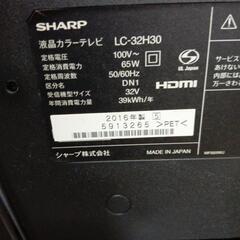 SHARP
液晶カラーテレビ LC-32H30
定格電圧 100V~
定格消費電力 65W
定格周波数 50/60Hz
区分名 DN1
受信機型サイズ 32V
年間消費電力量 39kWh/年
JAPAN
HDMI
サービス
2016年製 S
5913265 >PET<
シャープ株式会社 MADE IN JAPAN